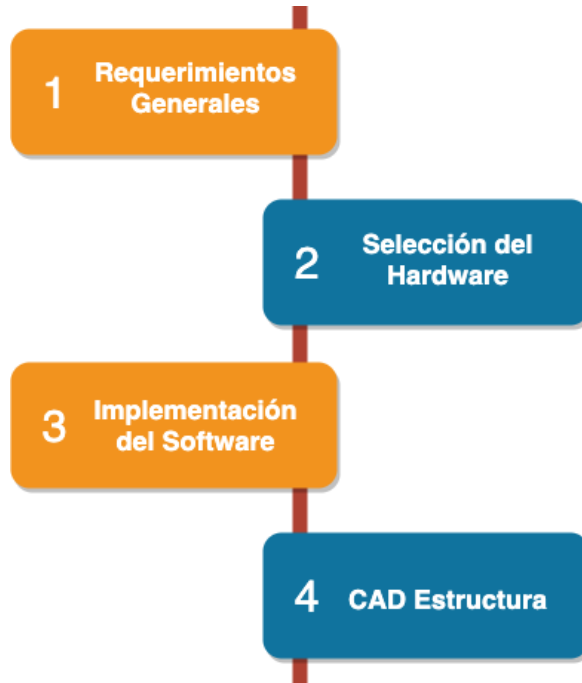 1
Requerimientos
Generales
2
Selección del
Hardware
3
Implementación
del Software
4
CAD Estructura